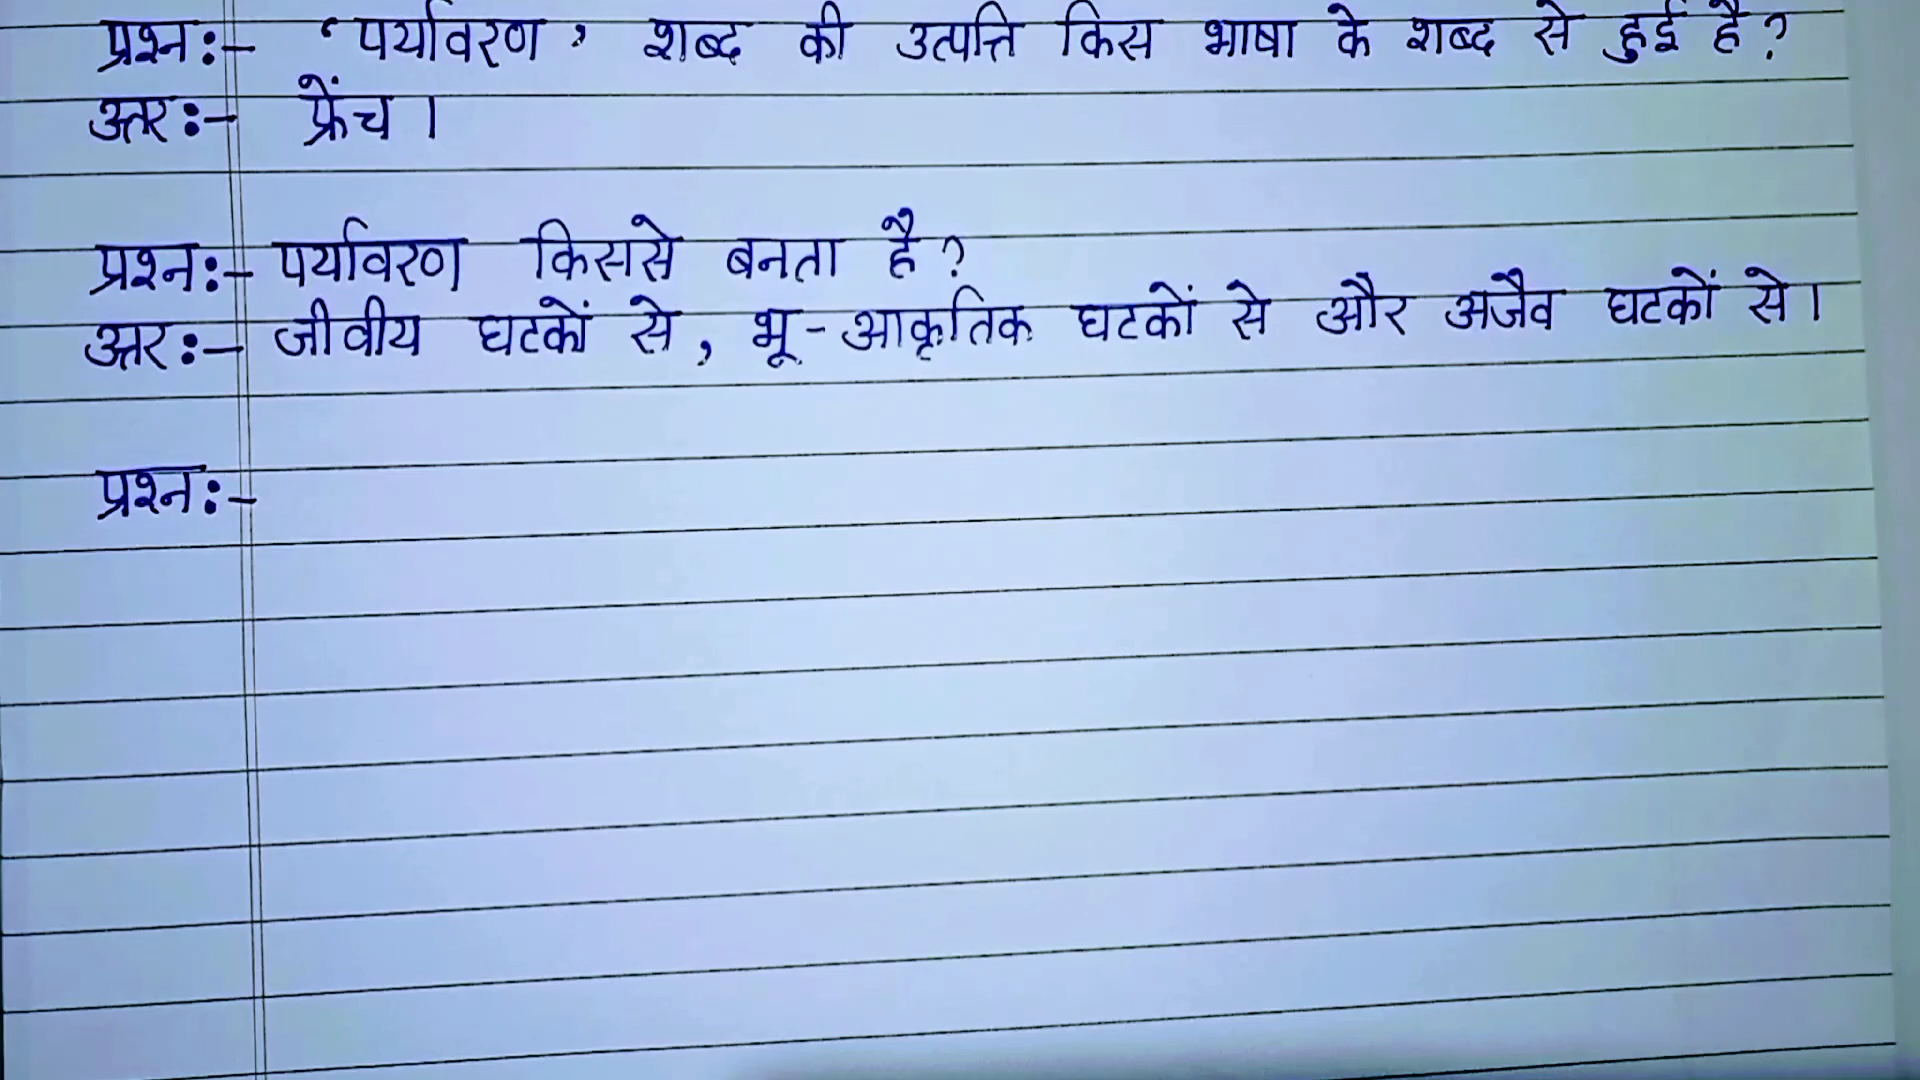 प्रश्न:- ‘पर्यावरण’ शब्द की उत्पत्ति किस भाषा के शब्द से हुई है?
उत्तर:- फ्रेंच।
प्रश्न:- पर्यावरण किससे बनता है?
उत्तर:- जीवीय घटकों से, भू-आकृतिक घटकों से और अजैव घटकों से।
प्रश्न:-